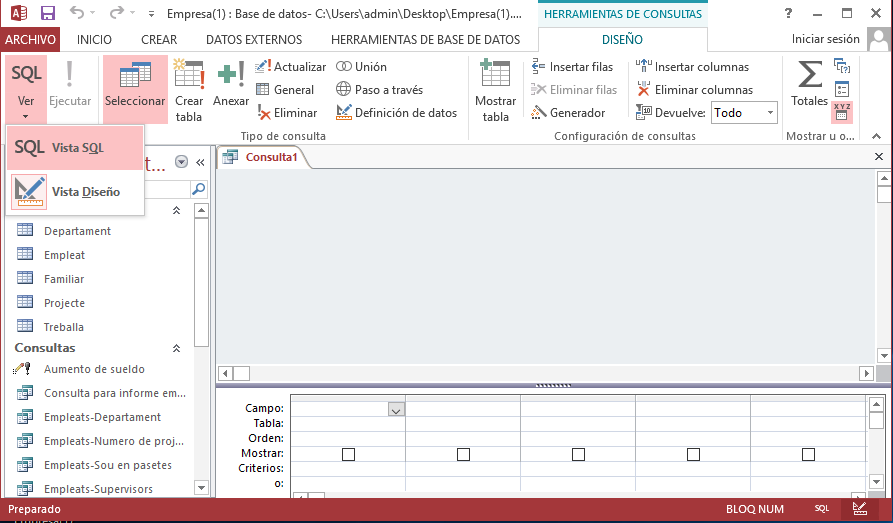 Empresa(1) : Base de datos- C:\Users\admin\Desktop\Empresa(1)....
HERRAMIENTAS DE CONSULTAS
?
ARCHIVO INICIO CREAR DATOS EXTERNOS HERRAMIENTAS DE BASE DE DATOS DISEÑO Iniciar sesión
SQL
Ver
Ejecutar
Seleccionar
Crear tabla
Anexar
Actualizar
General
Eliminar
Unión
Paso a través
Definición de datos
Tipo de consulta
Mostrar tabla
Insertar filas
Eliminar filas
Generador
Insertar columnas
Eliminar columnas
Devuelve: Todo
Configuración de consultas
Totales
XYZ
Mostrar u o...
SQL Vista SQL
Vista Diseño
t...
Departament
Empleat
Familiar
Projecte
Treballa
Consultas
Aumento de sueldo
Consulta para informe em...
Empleats-Departament
Empleats-Numero de proj...
Empleats-Sou en pasetes
Empleats-Supervisors
Consulta1
Campo:
Tabla:
Orden:
Mostrar:
Criterios:
o:
Preparado
BLOQ NUM
SQL